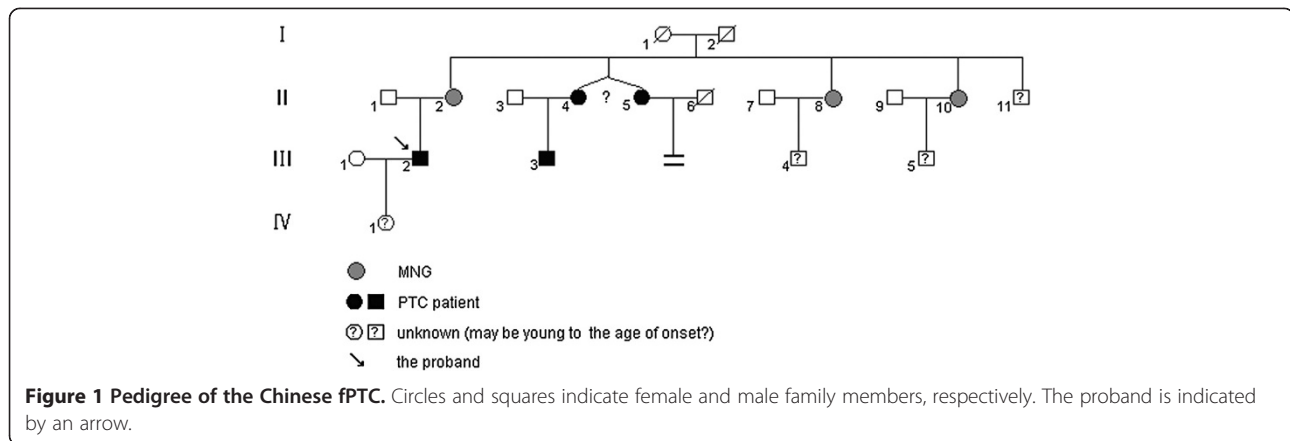 I
1 2
II
1 2 3 4 ? 5 6 7 8 9 10 11 ?
III
1 2 3 4 ? 5 ?
IV
1 ?
MNG
PTC patient
? ? unknown (may be young to the age of onset?)
the proband
Figure 1 Pedigree of the Chinese fPTC. Circles and squares indicate female and male family members, respectively. The proband is indicated
by an arrow.